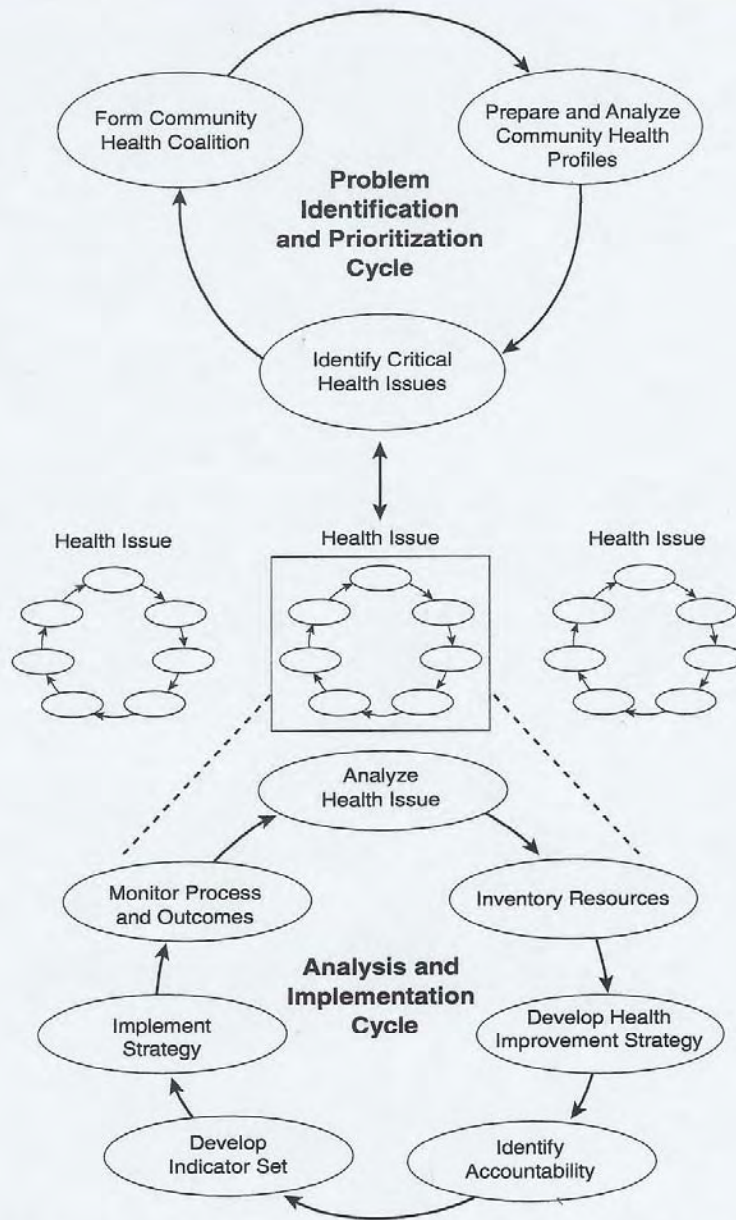 Form Community
Health Coalition
Prepare and Analyze
Community Health
Profiles
Problem
Identification
and Prioritization
Cycle
Identify Critical
Health Issues
Health Issue
Health Issue
Health Issue
Analyze
Health Issue
Monitor Process
and Outcomes
Inventory Resources
Analysis and
Implementation
Cycle
Implement
Strategy
Develop Health
Improvement Strategy
Develop
Indicator Set
Identify
Accountability